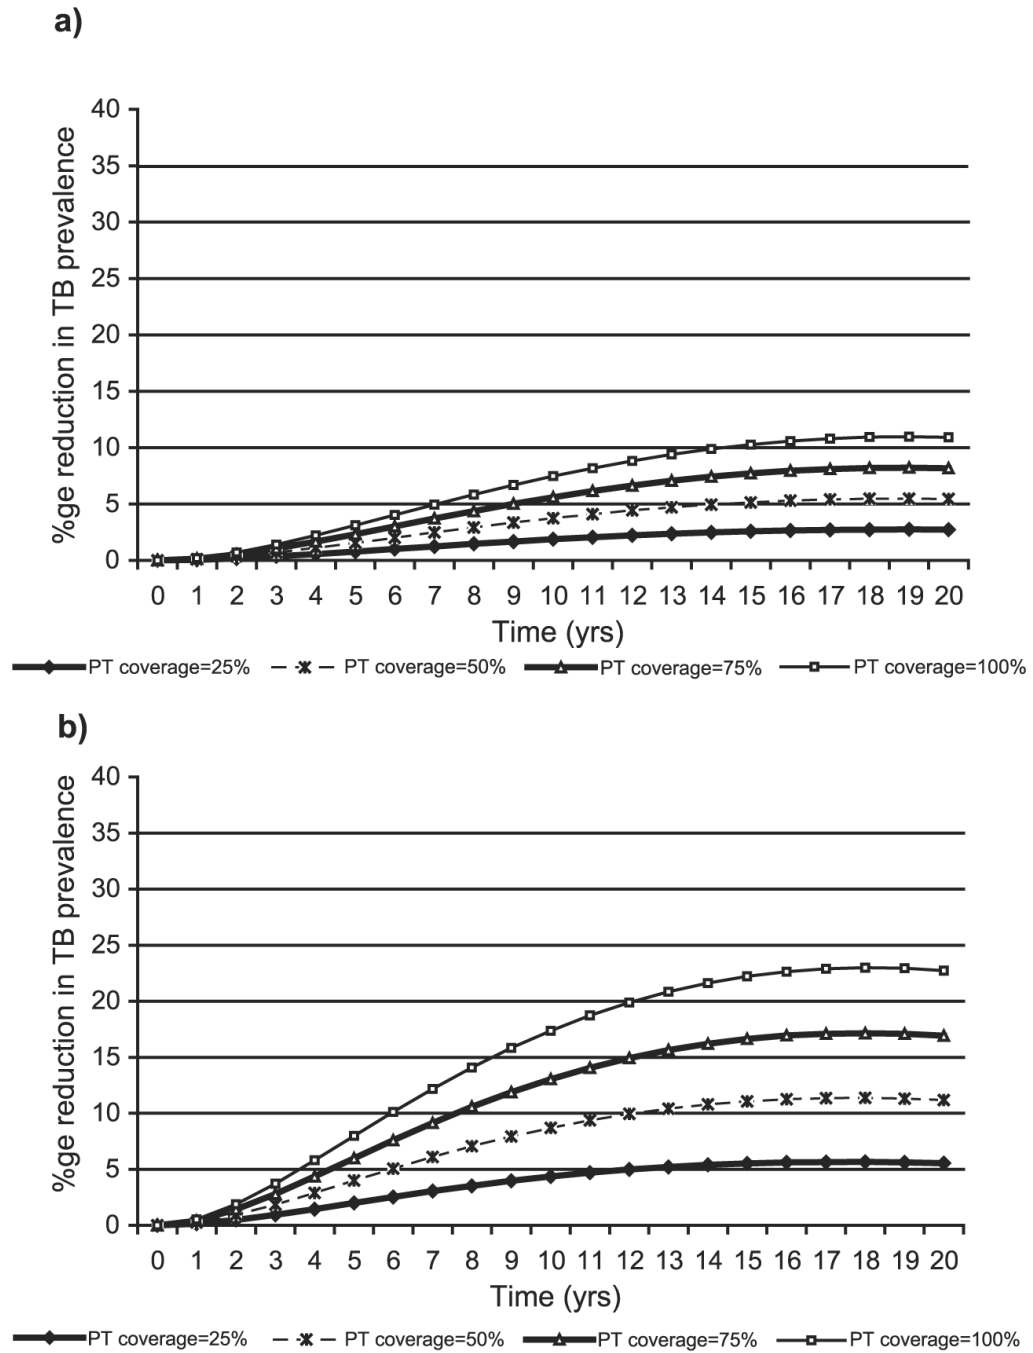 a)
%ge reduction in TB prevalence
40
35
30
25
20
15
10
5
0
0 1 2 3 4 5 6 7 8 9 10 11 12 13 14 15 16 17 18 19 20
Time (yrs)
PT coverage=25% PT coverage=50% PT coverage=75% PT coverage=100%
b)
%ge reduction in TB prevalence
40
35
30
25
20
15
10
5
0
0 1 2 3 4 5 6 7 8 9 10 11 12 13 14 15 16 17 18 19 20
Time (yrs)
PT coverage=25% PT coverage=50% PT coverage=75% PT coverage=100%